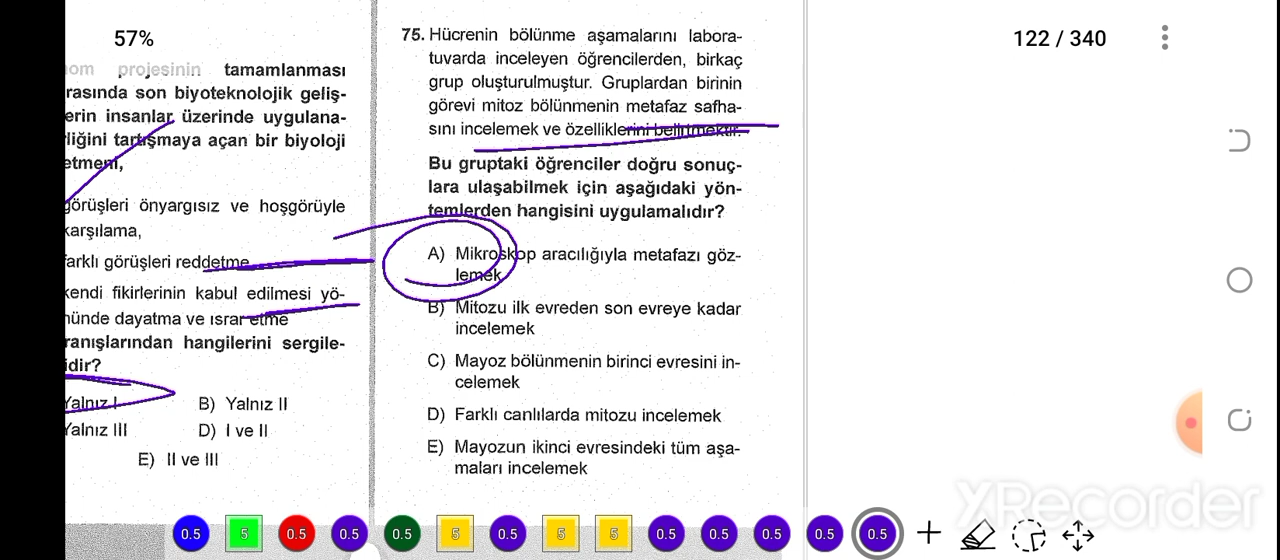 57%
122 / 340
om projesinin tamamlanması
rasında son biyoteknolojik geliş-
erin insanlar üzerinde uygulana-
liğini tartışmaya açan bir biyoloji
etmeni,
görüşleri önyargısız ve hoşgörüyle
karşılama,
farklı görüşleri reddetme
kendi fikirlerinin kabul edilmesi yö-
nünde dayatma ve ısrar etme
ranışlarından hangilerini sergile-
idir?
Yalnız I
B) Yalnız II
Yalnız III
D) I ve II
E) II ve III
75. Hücrenin bölünme aşamalarını labora-
tuvarda inceleyen öğrencilerden, birkaç
grup oluşturulmuştur. Gruplardan birinin
görevi mitoz bölünmenin metafaz safha-
sını incelemek ve özelliklerini belirtmektir.
Bu gruptaki öğrenciler doğru sonuç-
lara ulaşabilmek için aşağıdaki yön-
temlerden hangisini uygulamalıdır?
A) Mikroskop aracılığıyla metafazı göz-
lemek
B) Mitozu ilk evreden son evreye kadar
incelemek
C) Mayoz bölünmenin birinci evresini in-
celemek
D) Farklı canlılarda mitozu incelemek
E) Mayozun ikinci evresindeki tüm aşa-
maları incelemek
0.5 5 0.5 0.5 0.5 5 0.5 5 5 0.5 0.5 0.5 0.5 0.5
XRecorder